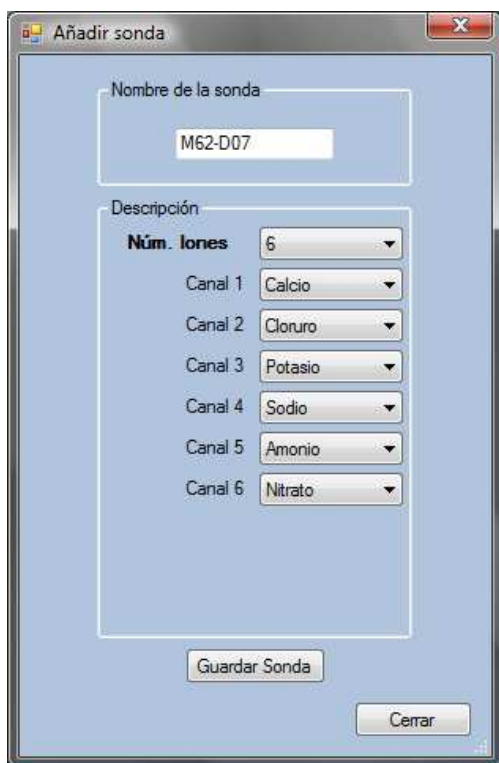 Añadir sonda
Nombre de la sonda
M62-D07
Descripción
Núm. Iones 6
Canal 1 Calcio
Canal 2 Cloruro
Canal 3 Potasio
Canal 4 Sodio
Canal 5 Amonio
Canal 6 Nitrato
Guardar Sonda
Cerrar